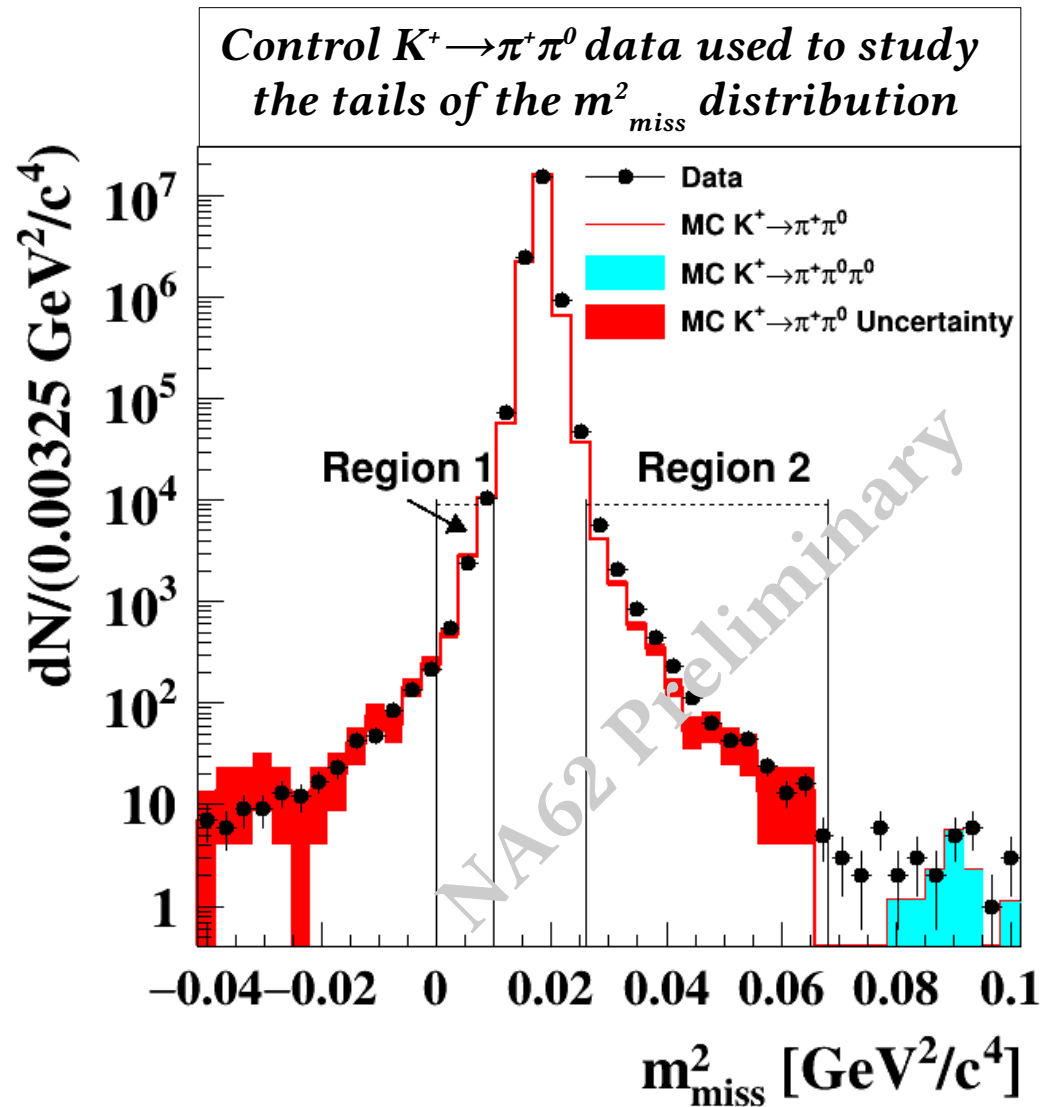 Control K⁺→π⁺π⁰ data used to study
the tails of the m²miss distribution
dN/(0.00325 GeV²/c⁴)
10⁷
10⁶
10⁵
10⁴
10³
10²
10
1
Data
MC K⁺→π⁺π⁰
MC K⁺→π⁺π⁰π⁰
MC K⁺→π⁺π⁰ Uncertainty
Region 1
Region 2
NA62 Preliminary
−0.04 −0.02 0 0.02 0.04 0.06 0.08 0.1
m²miss [GeV²/c⁴]